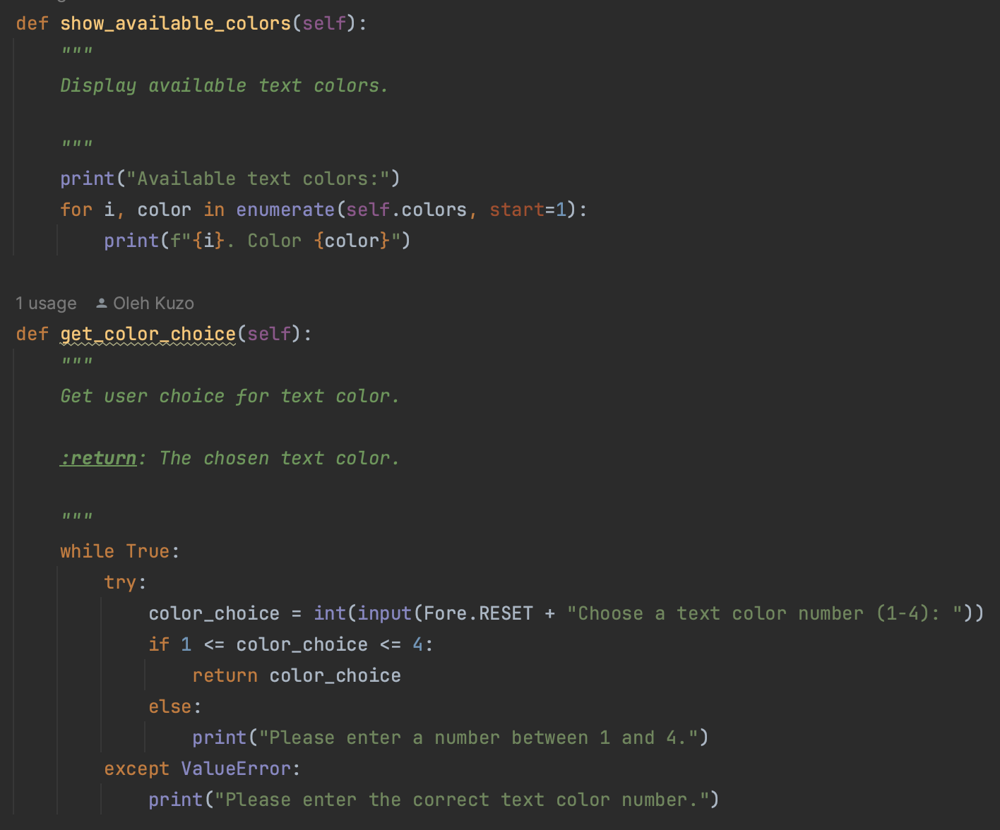 def show_available_colors(self):
    """
    Display available text colors.

    """
    print("Available text colors:")
    for i, color in enumerate(self.colors, start=1):
        print(f"{i}. Color {color}")

1 usage   Oleh Kuzo
def get_color_choice(self):
    """
    Get user choice for text color.

    :return: The chosen text color.

    """
    while True:
        try:
            color_choice = int(input(Fore.RESET + "Choose a text color number (1-4): "))
            if 1 <= color_choice <= 4:
                return color_choice
            else:
                print("Please enter a number between 1 and 4.")
        except ValueError:
            print("Please enter the correct text color number.")